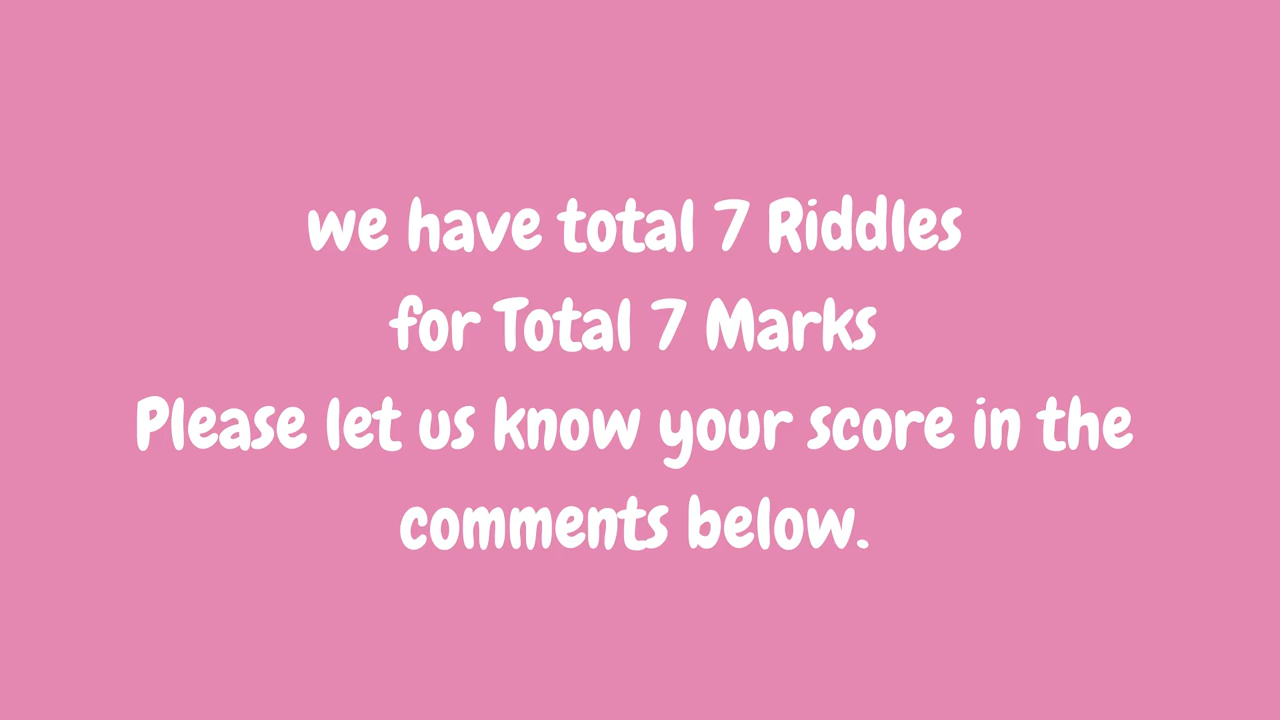 we have total 7 Riddles
for Total 7 Marks
Please let us know your score in the
comments below.